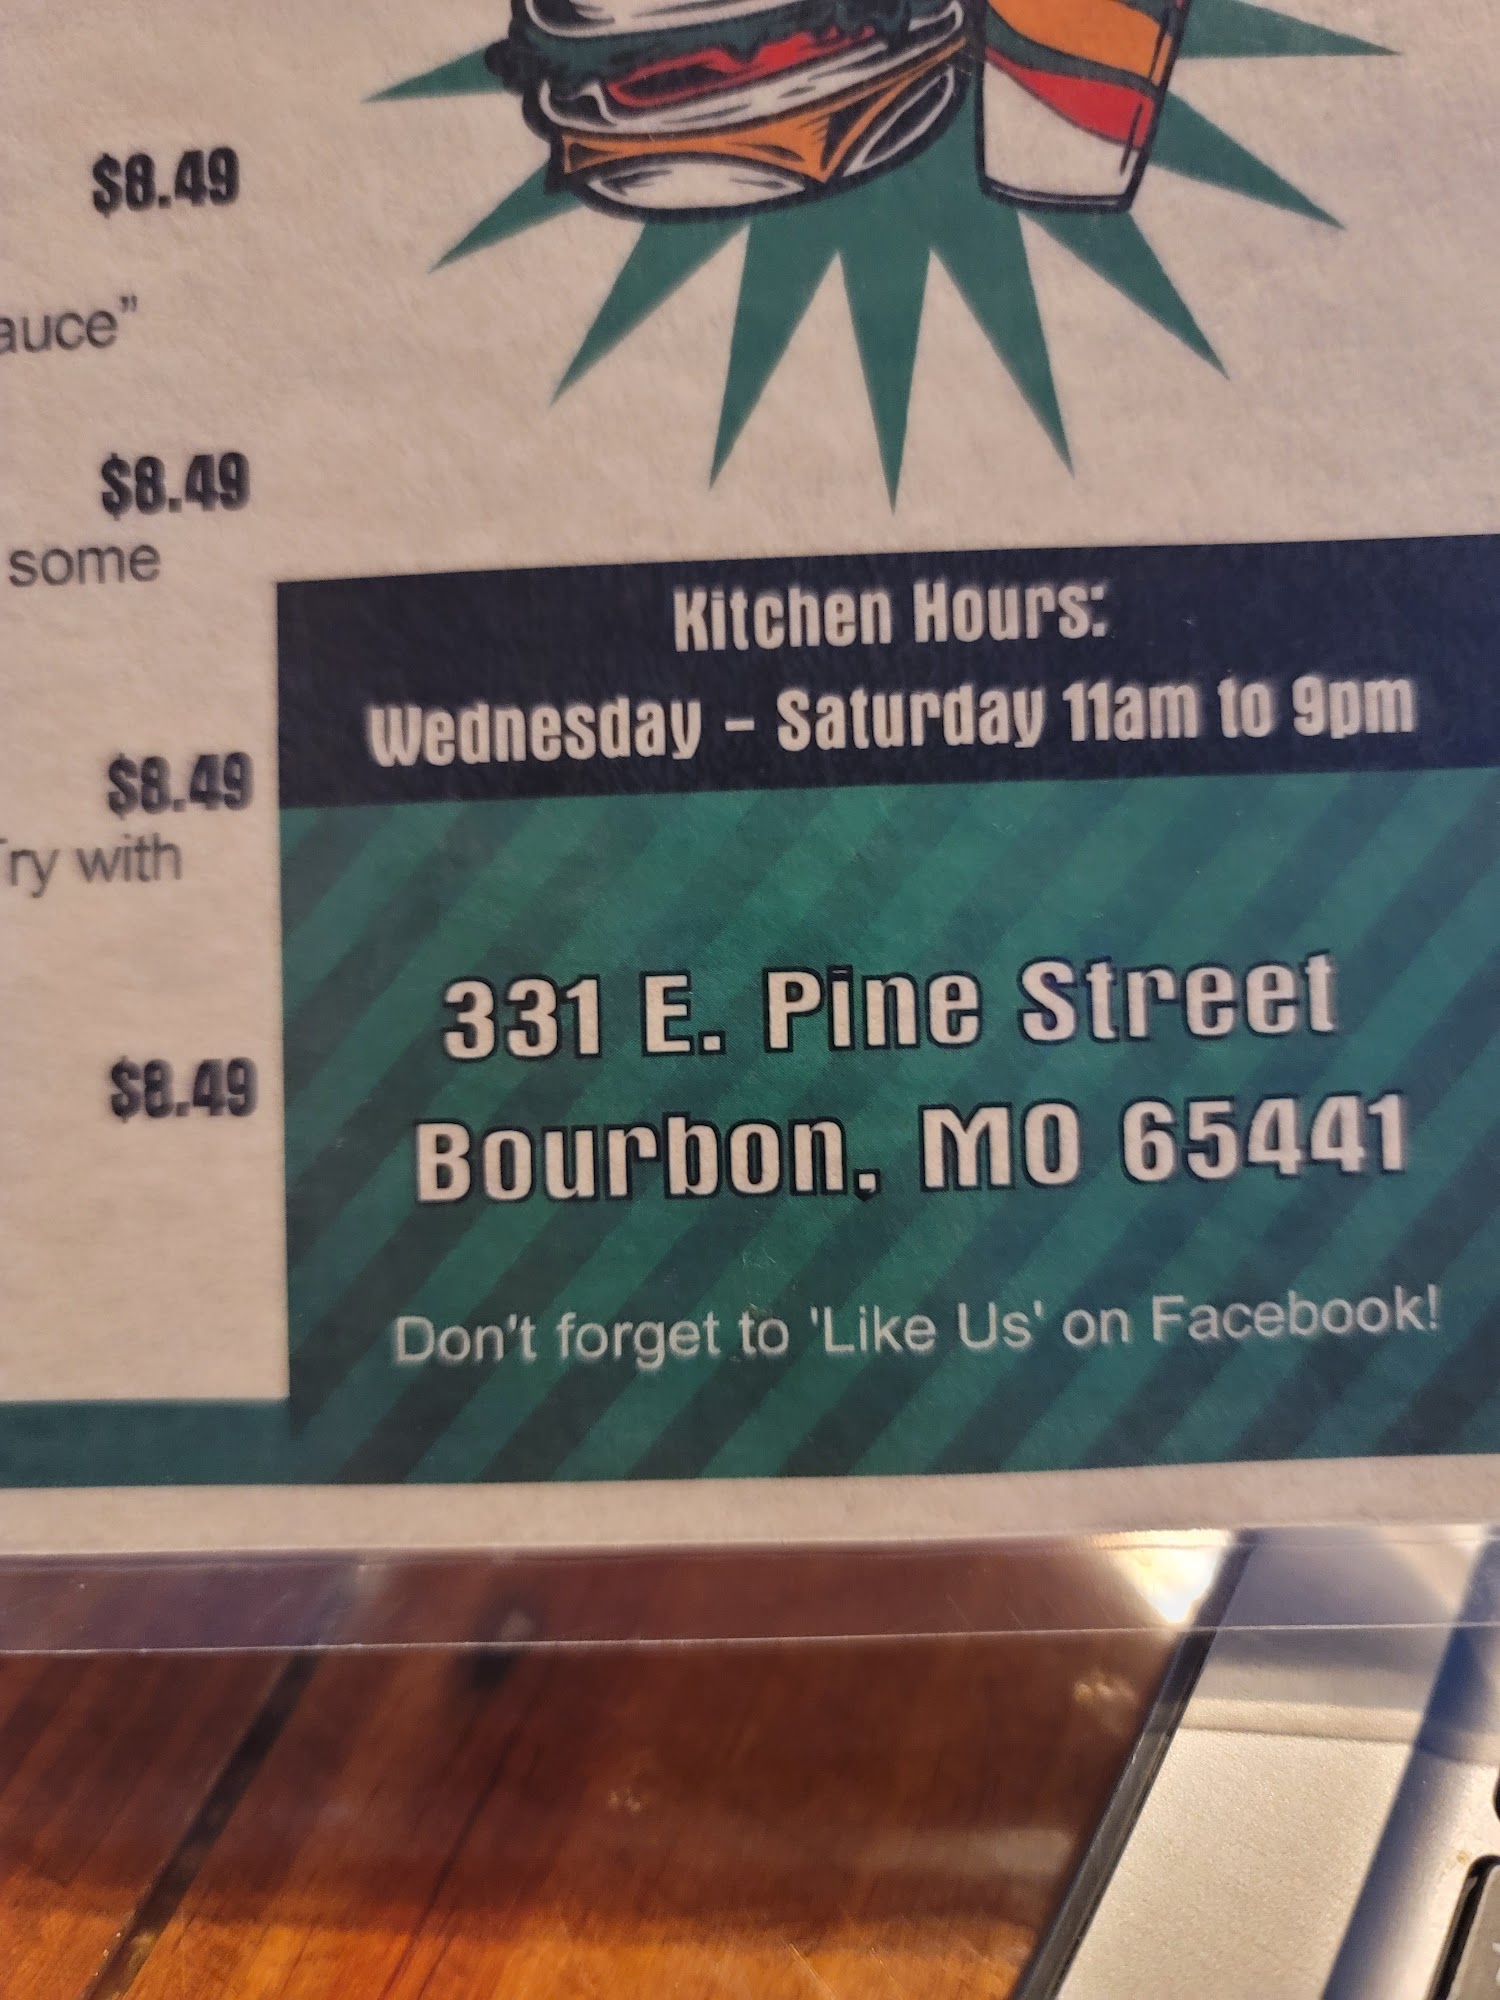 $8.49
auce”
$8.49
some
$8.49
Try with
$8.49
Kitchen Hours:
Wednesday – Saturday 11am to 9pm
331 E. Pine Street
Bourbon, MO 65441
Don't forget to 'Like Us' on Facebook!